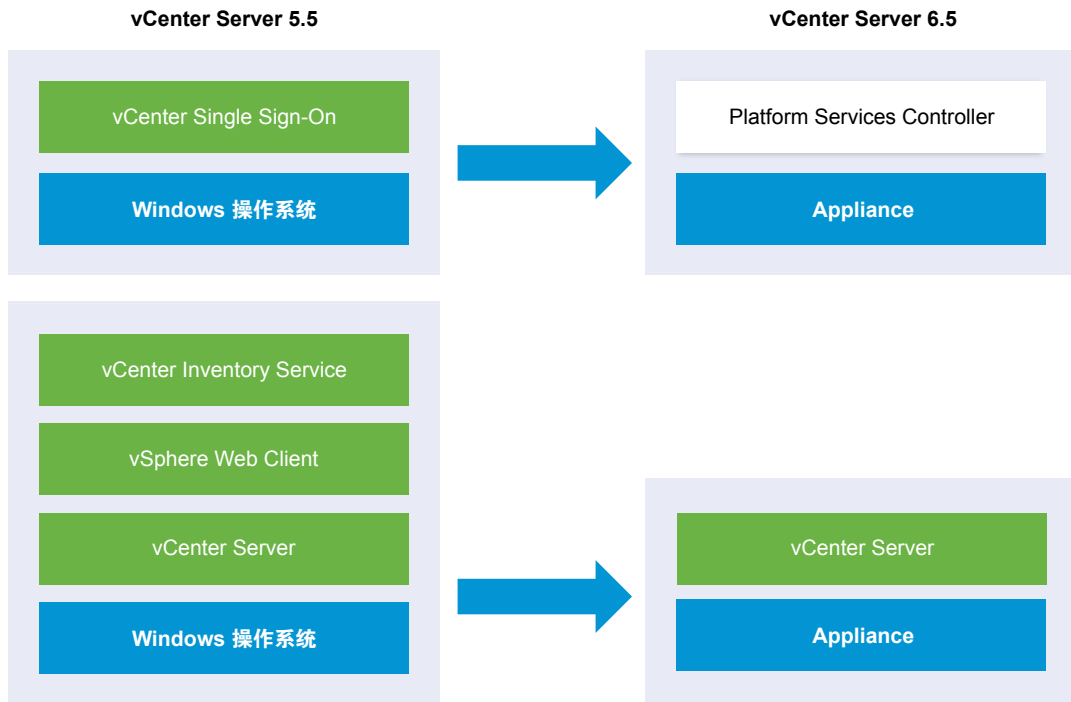 vCenter Server 5.5
vCenter Server 6.5
vCenter Single Sign-On
Platform Services Controller
Windows 操作系统
Appliance
vCenter Inventory Service
vSphere Web Client
vCenter Server
vCenter Server
Windows 操作系统
Appliance